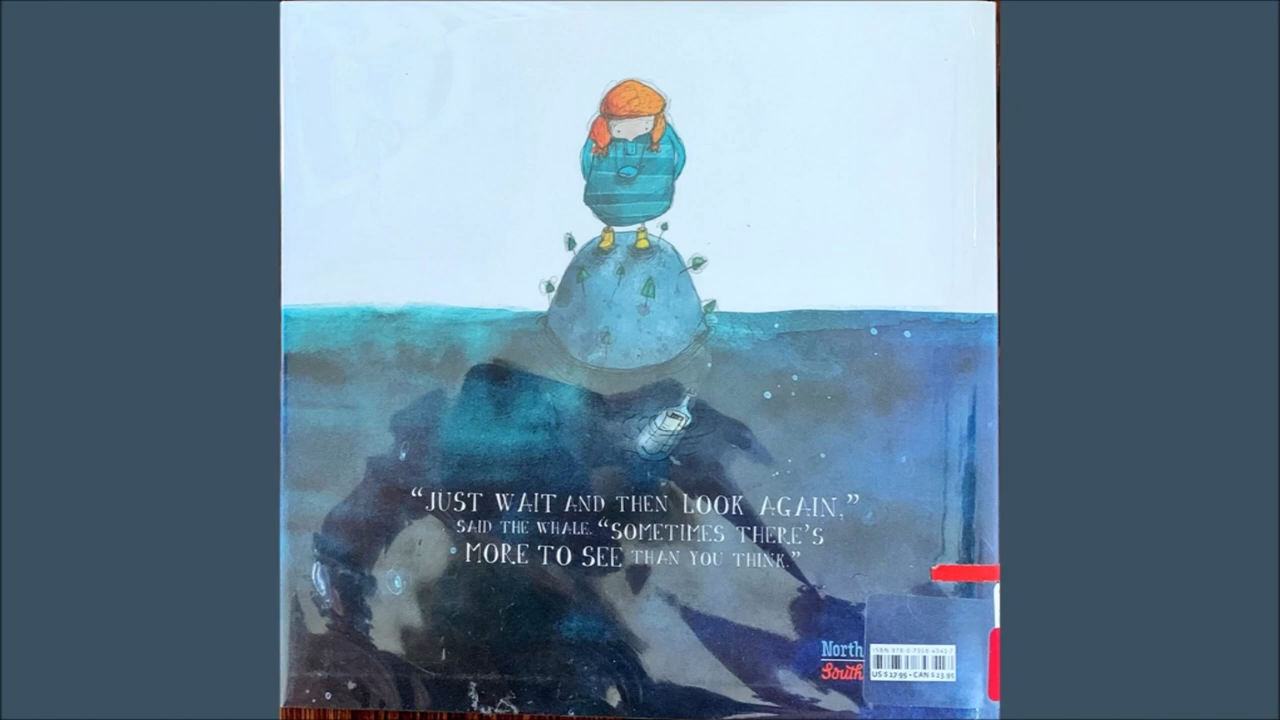 “JUST WAIT AND THEN LOOK AGAIN,”
SAID THE WHALE. “SOMETIMES THERE’S
MORE TO SEE THAN YOU THINK.”
North
South
US $ 17.95 • CAN $ 23.95